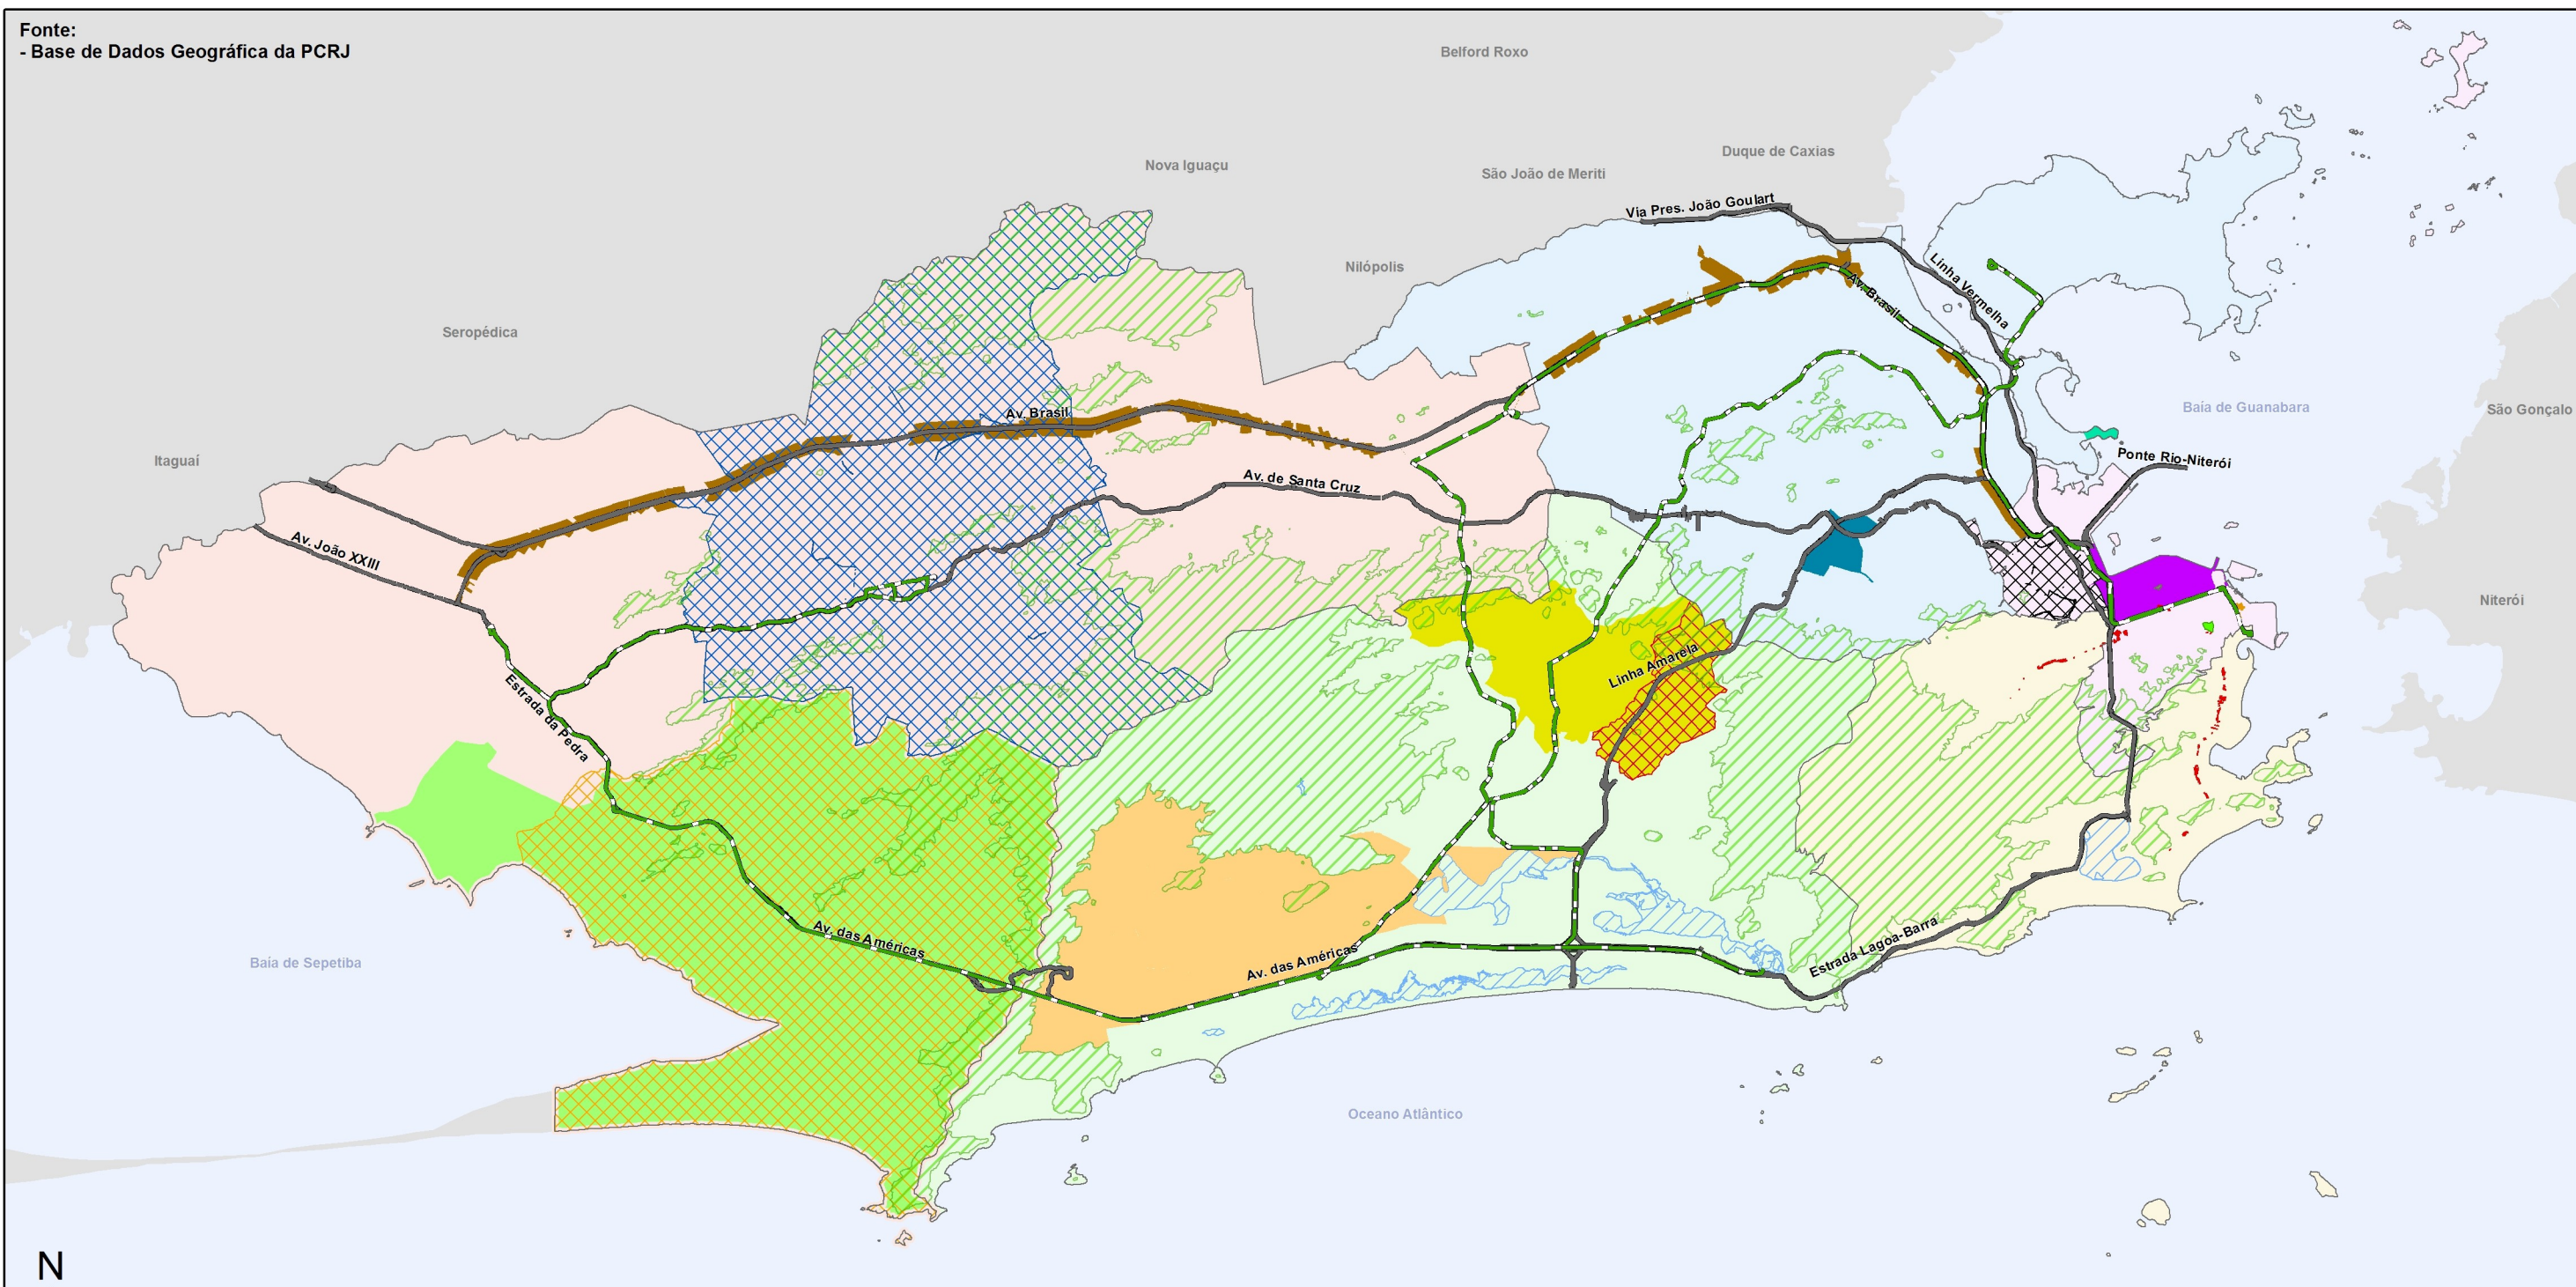 Fonte:
- Base de Dados Geográfica da PCRJ
Belford Roxo
Duque de Caxias
Nova Iguaçu
São João de Meriti
Via Pres. João Goulart
Nilópolis
Linha Vermelha
Av. Brasil
Seropédica
Baía de Guanabara
São Gonçalo
Av. Brasil
Itaguaí
Ponte Rio-Niterói
Av. de Santa Cruz
Av. João XXIII
Niterói
Linha Amarela
Estrada da Pedra
Av. das Américas
Estrada Lagoa-Barra
Av. das Américas
Baía de Sepetiba
Oceano Atlântico
N